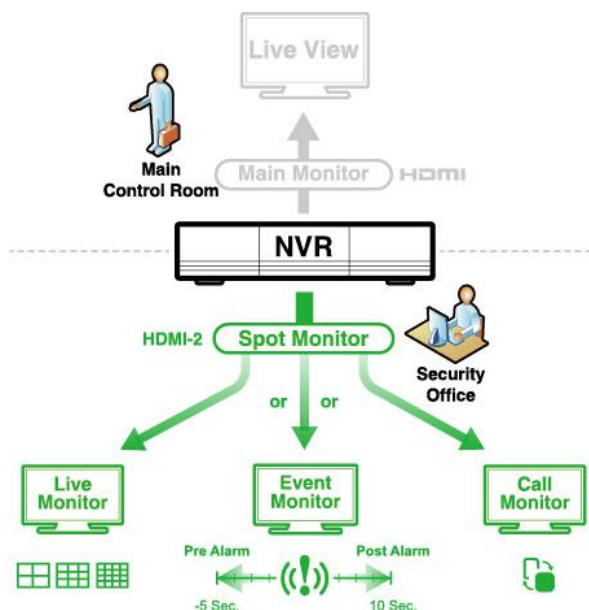 Live View
Main
Control Room
Main Monitor
HDMI
NVR
HDMI-2
Spot Monitor
Security
Office
or
or
Live
Monitor
Event
Monitor
Call
Monitor
Pre Alarm
Post Alarm
-5 Sec.
10 Sec.